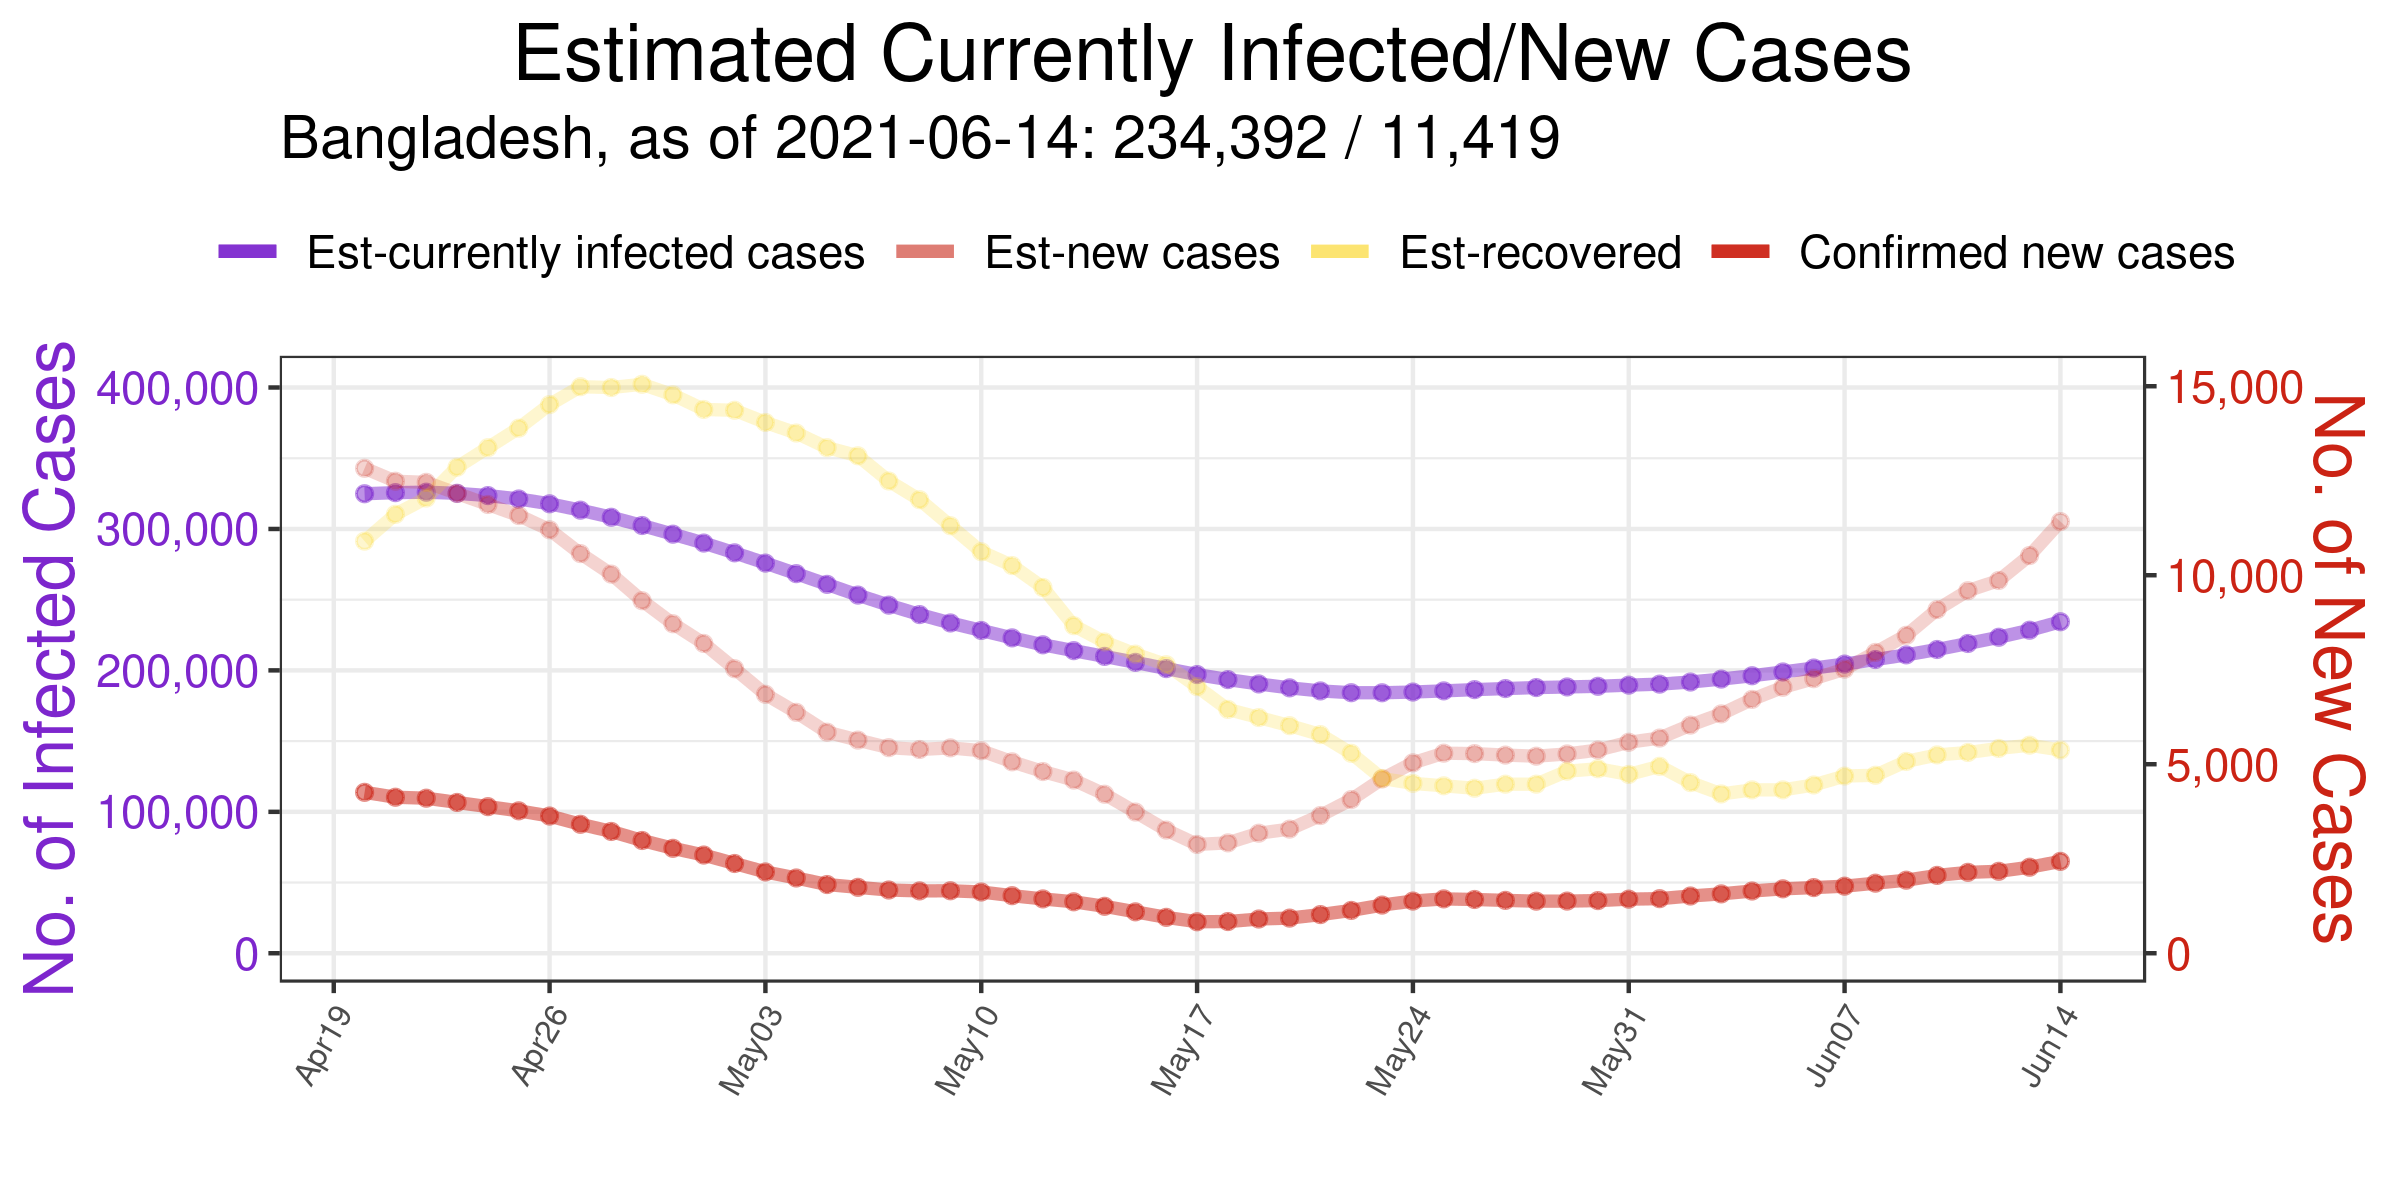 Estimated Currently Infected/New Cases
Bangladesh, as of 2021-06-14: 234,392 / 11,419
Est-currently infected cases Est-new cases Est-recovered Confirmed new cases
No. of Infected Cases
400,000
300,000
200,000
100,000
0
15,000
10,000
5,000
0
No. of New Cases
Apr19 Apr26 May03 May10 May17 May24 May31 Jun07 Jun14